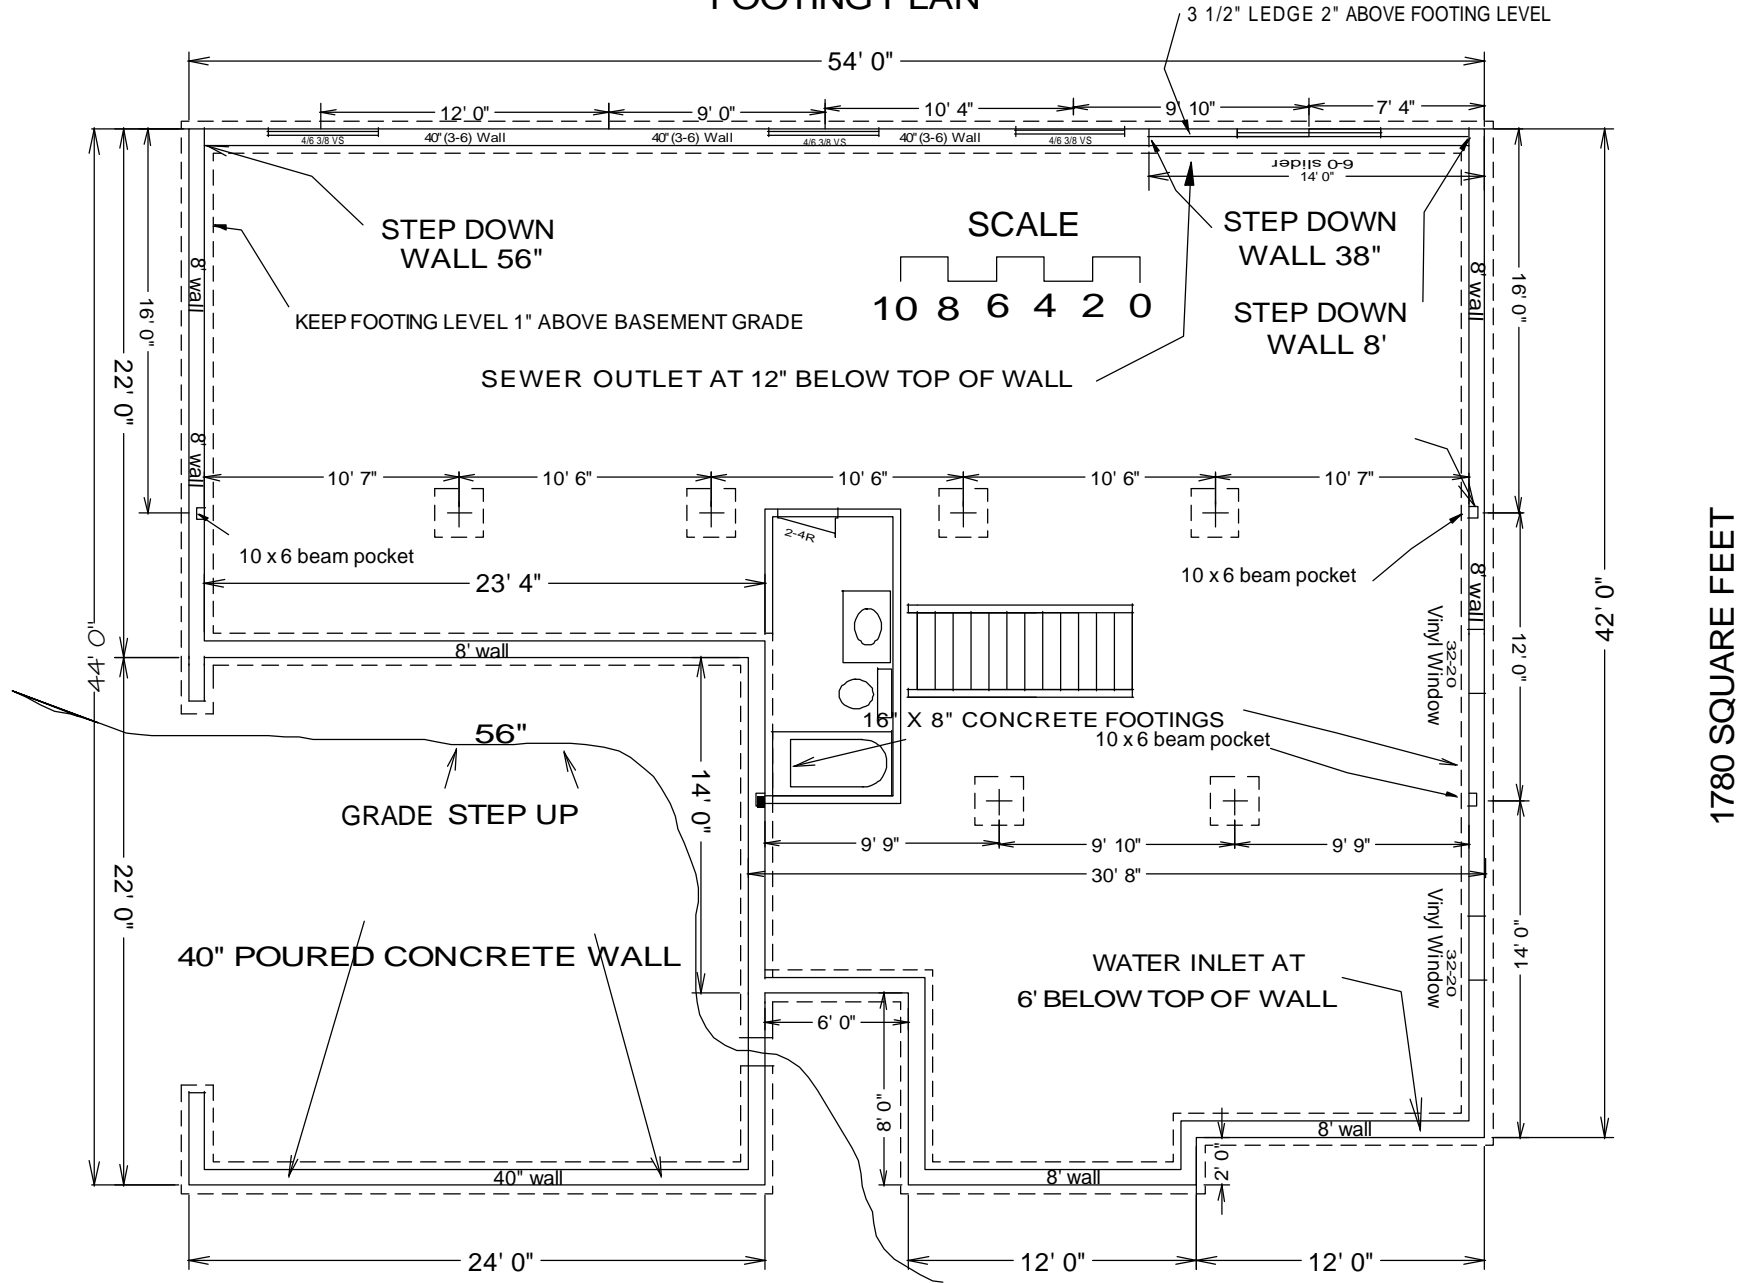 FOOTING PLAN
3 1/2" LEDGE 2" ABOVE FOOTING LEVEL
54' 0"
12' 0"
9' 0"
10' 4"
9' 10"
7' 4"
4/6 3/8 VS
40" (3-6) Wall
40" (3-6) Wall
4/6 3/8 VS
40" (3-6) Wall
4/6 3/8 VS
6-0 slider
14' 0"
STEP DOWN
WALL 56"
SCALE
10 8 6 4 2 0
STEP DOWN
WALL 38"
STEP DOWN
WALL 8'
8' wall
8' wall
16' 0"
16' 0"
KEEP FOOTING LEVEL 1" ABOVE BASEMENT GRADE
22' 0"
SEWER OUTLET AT 12" BELOW TOP OF WALL
8' wall
10' 7"
10' 6"
10' 6"
10' 6"
10' 7"
2-4R
10 x 6 beam pocket
10 x 6 beam pocket
23' 4"
8' wall
42' 0"
1780 SQUARE FEET
44' 0"
8' wall
32-20
Vinyl Window
12' 0"
56"
16" X 8" CONCRETE FOOTINGS
10 x 6 beam pocket
14' 0"
GRADE STEP UP
9' 9"
9' 10"
9' 9"
30' 8"
22' 0"
40" POURED CONCRETE WALL
WATER INLET AT
6' BELOW TOP OF WALL
32-20
Vinyl Window
14' 0"
6' 0"
8' 0"
8' wall
2' 0"
40" wall
8' wall
24' 0"
12' 0"
12' 0"